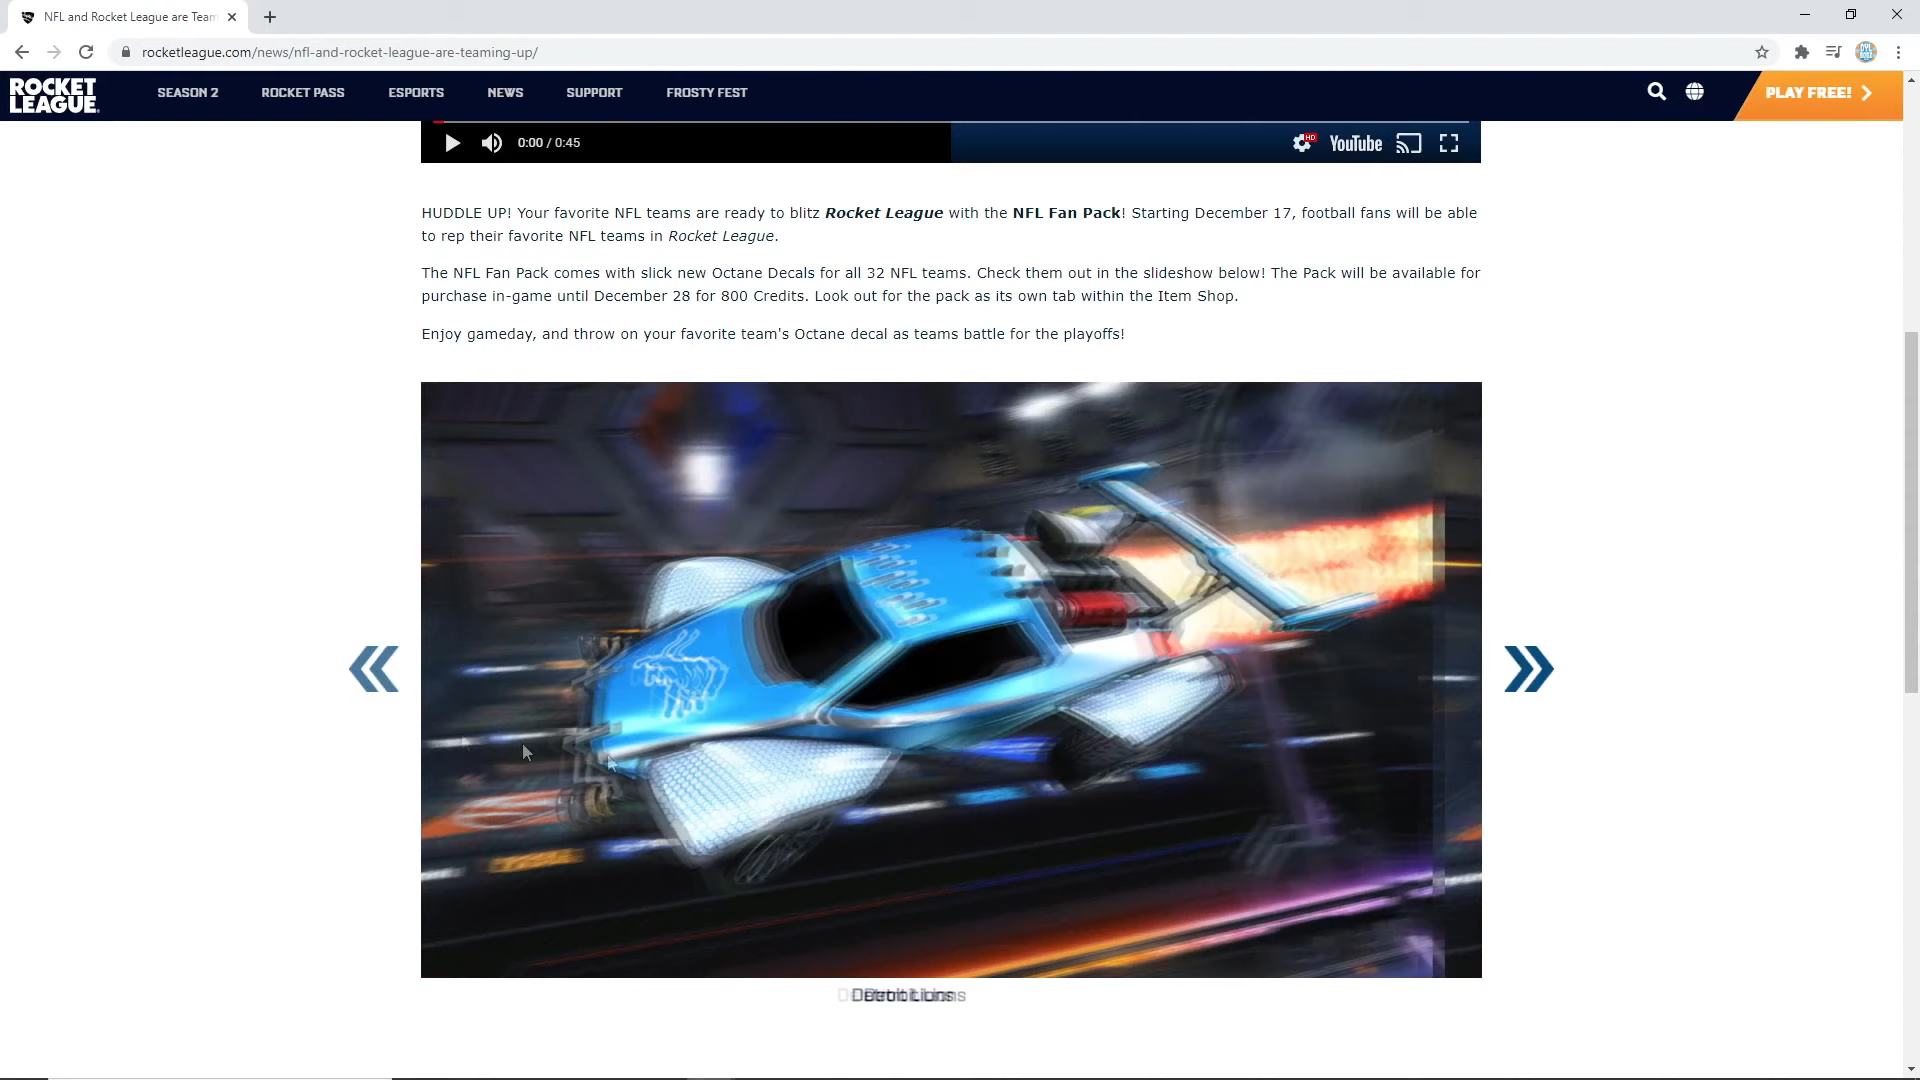 NFL and Rocket League are Team
rocketleague.com/news/nfl-and-rocket-league-are-teaming-up/
ROCKET
LEAGUE
SEASON 2 ROCKET PASS ESPORTS NEWS SUPPORT FROSTY FEST
PLAY FREE!
0:00 / 0:45
HD
YouTube
HUDDLE UP! Your favorite NFL teams are ready to blitz Rocket League with the NFL Fan Pack! Starting December 17, football fans will be able
to rep their favorite NFL teams in Rocket League.
The NFL Fan Pack comes with slick new Octane Decals for all 32 NFL teams. Check them out in the slideshow below! The Pack will be available for
purchase in-game until December 28 for 800 Credits. Look out for the pack as its own tab within the Item Shop.
Enjoy gameday, and throw on your favorite team's Octane decal as teams battle for the playoffs!
Detroit Lions